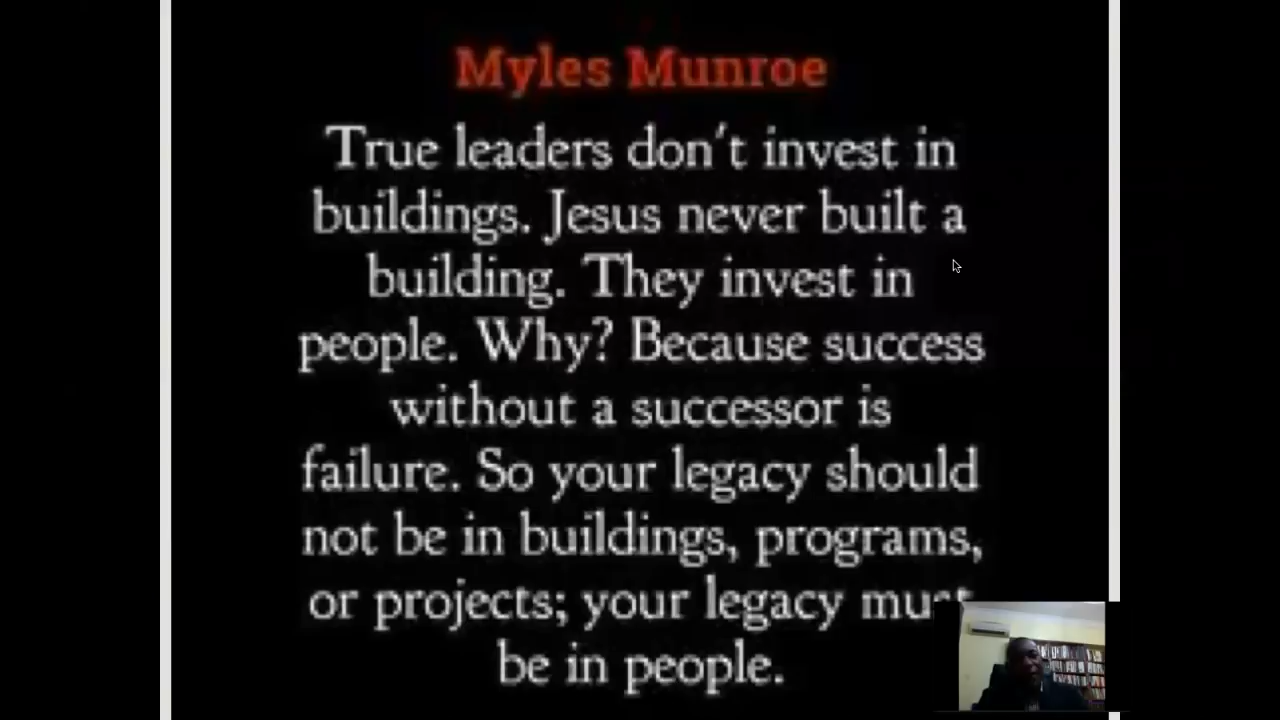 Myles Munroe
True leaders don't invest in
buildings. Jesus never built a
building. They invest in
people. Why? Because success
without a successor is
failure. So your legacy should
not be in buildings, programs,
or projects; your legacy must
be in people.